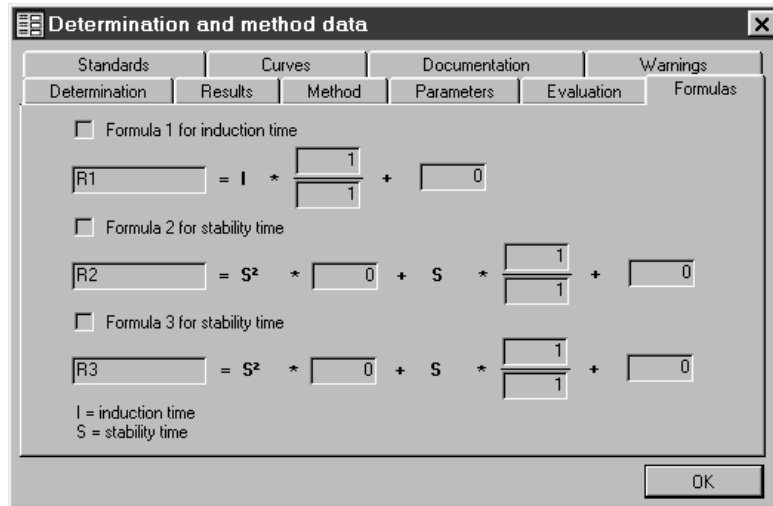 Determination and method data
Standards Curves Documentation Warnings
Determination Results Method Parameters Evaluation Formulas
Formula 1 for induction time
1
R1 = I * + 0
1
Formula 2 for stability time
1
R2 = S² * 0 + S * + 0
1
Formula 3 for stability time
1
R3 = S² * 0 + S * + 0
1
I = induction time
S = stability time
OK